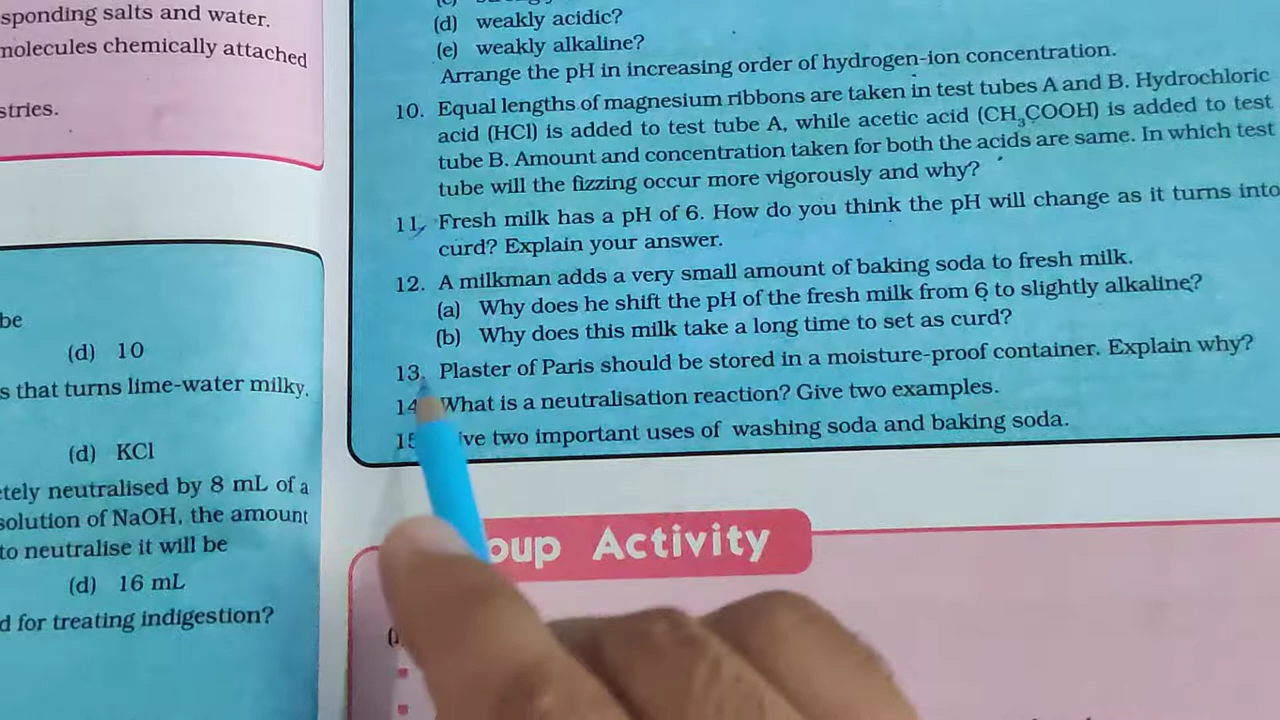 sponding salts and water.
molecules chemically attached
stries.
be
(d) 10
s that turns lime-water milky.
(d) KCl
etely neutralised by 8 mL of a
solution of NaOH, the amount
to neutralise it will be
(d) 16 mL
d for treating indigestion?
(d) weakly acidic?
(e) weakly alkaline?
Arrange the pH in increasing order of hydrogen-ion concentration.
10. Equal lengths of magnesium ribbons are taken in test tubes A and B. Hydrochloric
acid (HCl) is added to test tube A, while acetic acid (CH₃COOH) is added to test
tube B. Amount and concentration taken for both the acids are same. In which test
tube will the fizzing occur more vigorously and why?
11. Fresh milk has a pH of 6. How do you think the pH will change as it turns into
curd? Explain your answer.
12. A milkman adds a very small amount of baking soda to fresh milk.
(a) Why does he shift the pH of the fresh milk from 6 to slightly alkaline?
(b) Why does this milk take a long time to set as curd?
13. Plaster of Paris should be stored in a moisture-proof container. Explain why?
14 What is a neutralisation reaction? Give two examples.
15 ve two important uses of washing soda and baking soda.
oup Activity